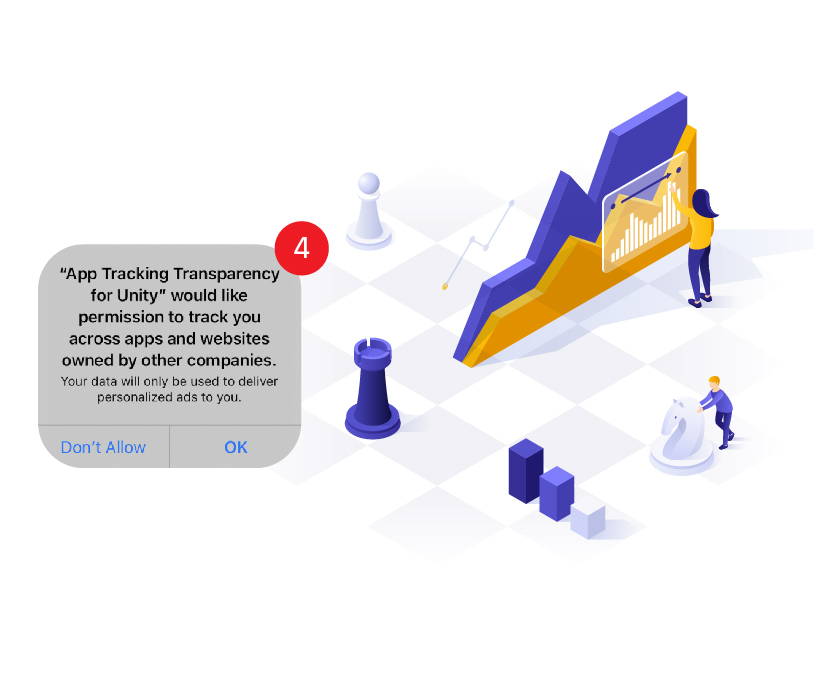 4
“App Tracking Transparency
for Unity” would like
permission to track you
across apps and websites
owned by other companies.
Your data will only be used to deliver
personalized ads to you.
Don’t Allow
OK